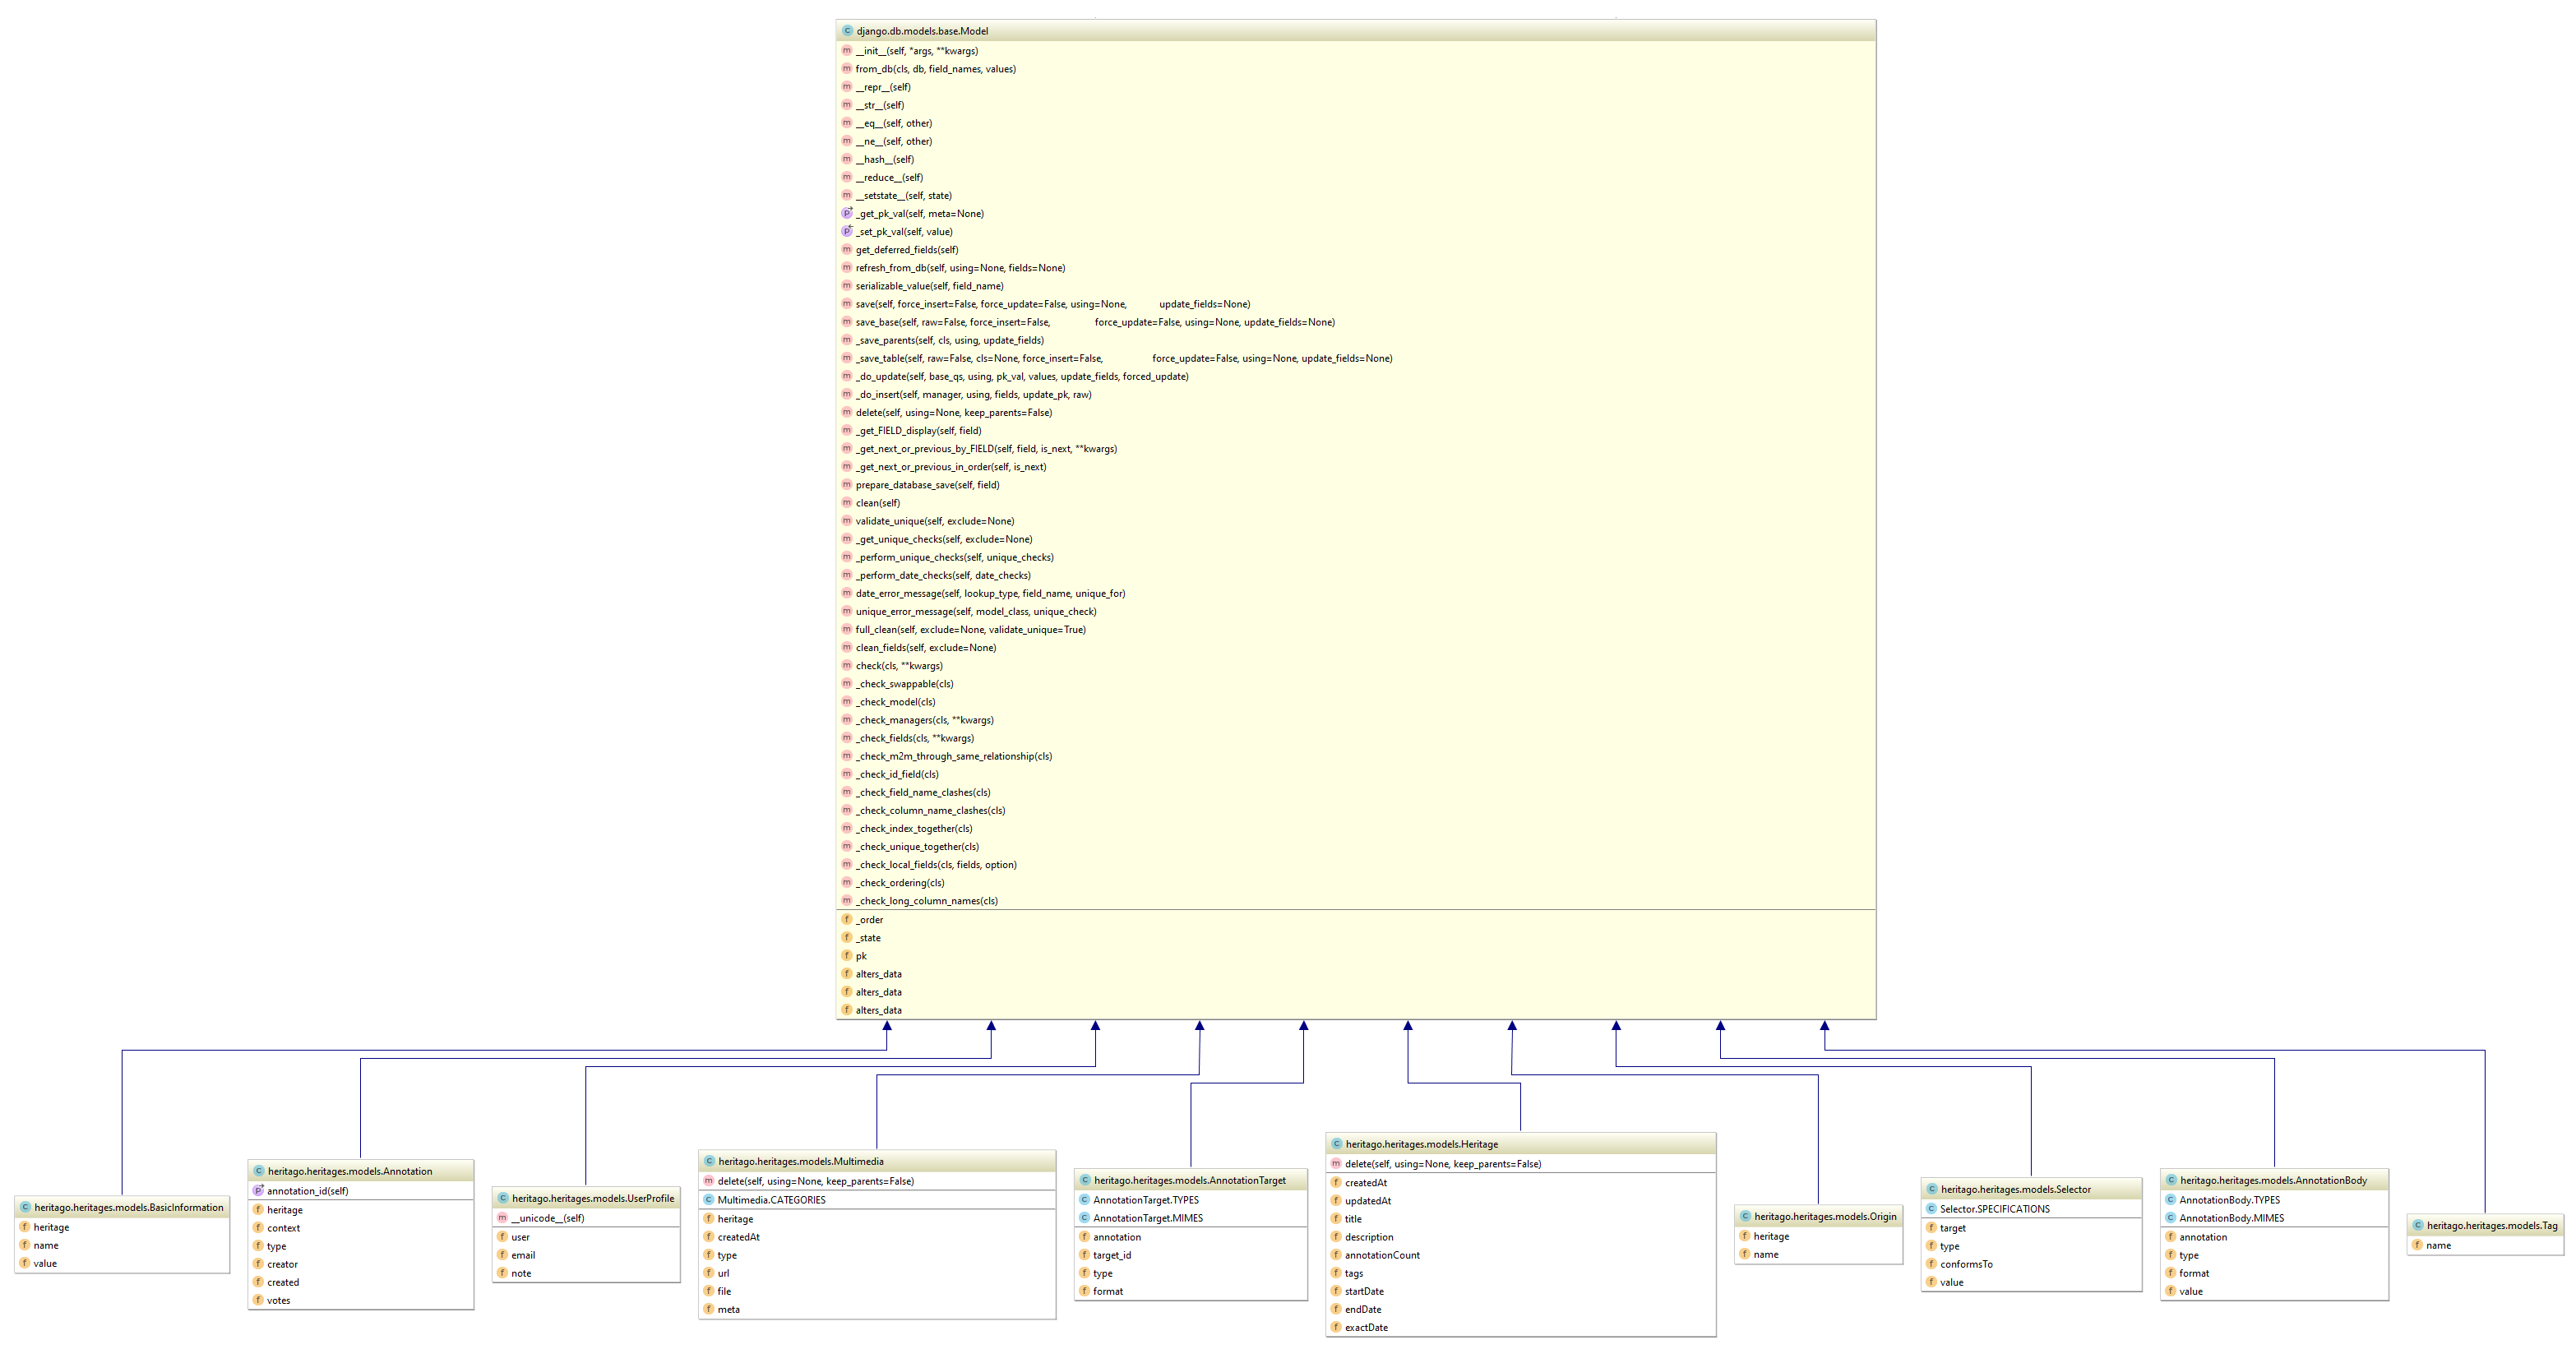 django.db.models.base.Model
__init__(self, *args, **kwargs)
from_db(cls, db, field_names, values)
__repr__(self)
__str__(self)
__eq__(self, other)
__ne__(self, other)
__hash__(self)
__reduce__(self)
__setstate__(self, state)
_get_pk_val(self, meta=None)
_set_pk_val(self, value)
get_deferred_fields(self)
refresh_from_db(self, using=None, fields=None)
serializable_value(self, field_name)
save(self, force_insert=False, force_update=False, using=None, update_fields=None)
save_base(self, raw=False, force_insert=False, force_update=False, using=None, update_fields=None)
_save_parents(self, cls, using, update_fields)
_save_table(self, raw=False, cls=None, force_insert=False, force_update=False, using=None, update_fields=None)
_do_update(self, base_qs, using, pk_val, values, update_fields, forced_update)
_do_insert(self, manager, using, fields, update_pk, raw)
delete(self, using=None, keep_parents=False)
_get_FIELD_display(self, field)
_get_next_or_previous_by_FIELD(self, field, is_next, **kwargs)
_get_next_or_previous_in_order(self, is_next)
prepare_database_save(self, field)
clean(self)
validate_unique(self, exclude=None)
_get_unique_checks(self, exclude=None)
_perform_unique_checks(self, unique_checks)
_perform_date_checks(self, date_checks)
date_error_message(self, lookup_type, field_name, unique_for)
unique_error_message(self, model_class, unique_check)
full_clean(self, exclude=None, validate_unique=True)
clean_fields(self, exclude=None)
check(cls, **kwargs)
_check_swappable(cls)
_check_model(cls)
_check_managers(cls, **kwargs)
_check_fields(cls, **kwargs)
_check_m2m_through_same_relationship(cls)
_check_id_field(cls)
_check_field_name_clashes(cls)
_check_column_name_clashes(cls)
_check_index_together(cls)
_check_unique_together(cls)
_check_local_fields(cls, fields, option)
_check_ordering(cls)
_check_long_column_names(cls)
_order
_state
pk
alters_data
alters_data
alters_data
heritago.heritages.models.BasicInformation
heritage
name
value
heritago.heritages.models.Annotation
annotation_id(self)
heritage
context
type
creator
created
votes
heritago.heritages.models.UserProfile
__unicode__(self)
user
email
note
heritago.heritages.models.Multimedia
delete(self, using=None, keep_parents=False)
Multimedia.CATEGORIES
heritage
createdAt
type
url
file
meta
heritago.heritages.models.AnnotationTarget
AnnotationTarget.TYPES
AnnotationTarget.MIMES
annotation
target_id
type
format
heritago.heritages.models.Heritage
delete(self, using=None, keep_parents=False)
createdAt
updatedAt
title
description
annotationCount
tags
startDate
endDate
exactDate
heritago.heritages.models.Origin
heritage
name
heritago.heritages.models.Selector
Selector.SPECIFICATIONS
target
type
conformsTo
value
heritago.heritages.models.AnnotationBody
AnnotationBody.TYPES
AnnotationBody.MIMES
annotation
type
format
value
heritago.heritages.models.Tag
name